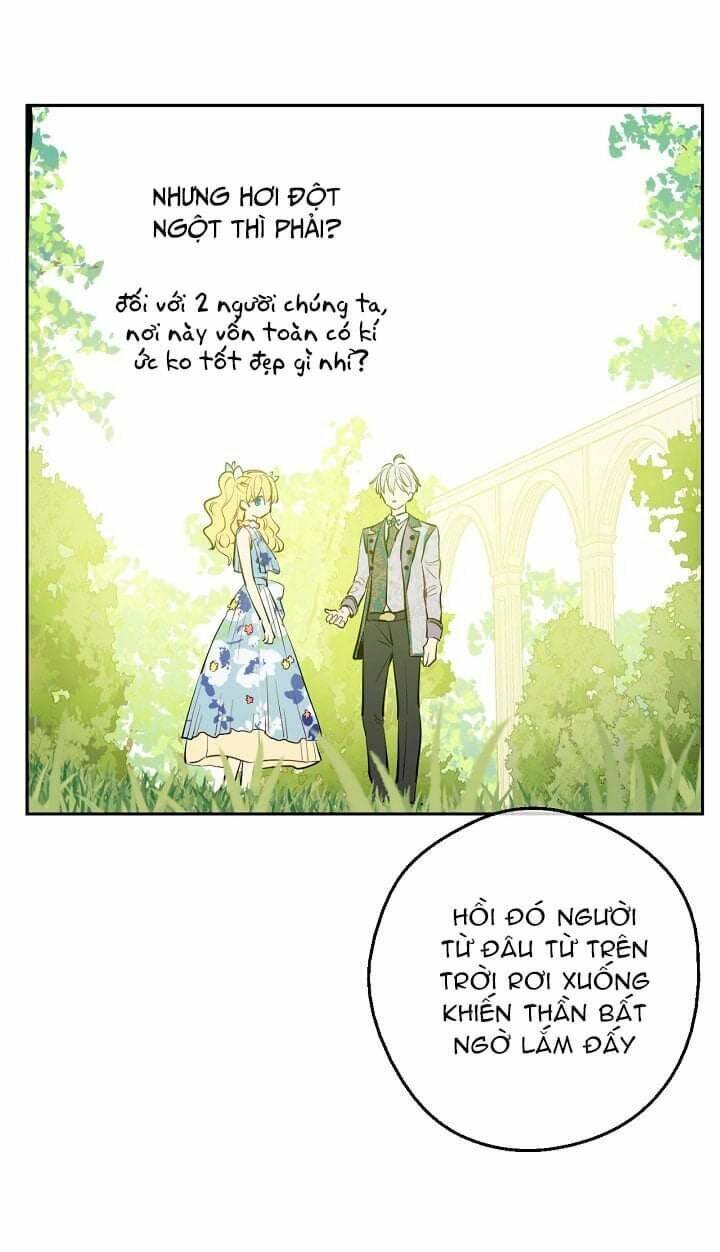 NHƯNG HƠI ĐỘT
NGỘT THÌ PHẢI?
đối với 2 người chúng ta,
nơi này vốn toàn có kí
ức ko tốt đẹp gì nhỉ?
HỒI ĐÓ NGƯỜI
TỪ ĐÂU TỪ TRÊN
TRỜI RƠI XUỐNG
KHIẾN THẦN BẤT
NGỜ LẮM ĐẤY